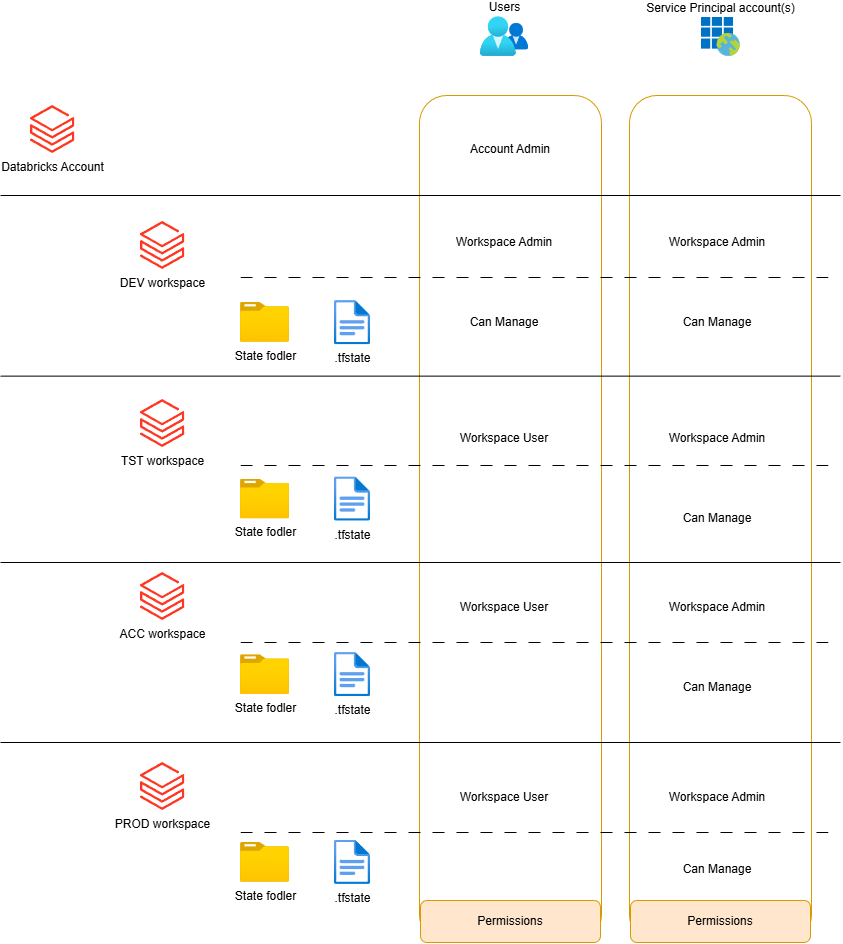 Users
Service Principal account(s)
Databricks Account
Account Admin
DEV workspace
Workspace Admin
Workspace Admin
State fodler
.tfstate
Can Manage
Can Manage
TST workspace
Workspace User
Workspace Admin
State fodler
.tfstate
Can Manage
ACC workspace
Workspace User
Workspace Admin
State fodler
.tfstate
Can Manage
PROD workspace
Workspace User
Workspace Admin
State fodler
.tfstate
Can Manage
Permissions
Permissions